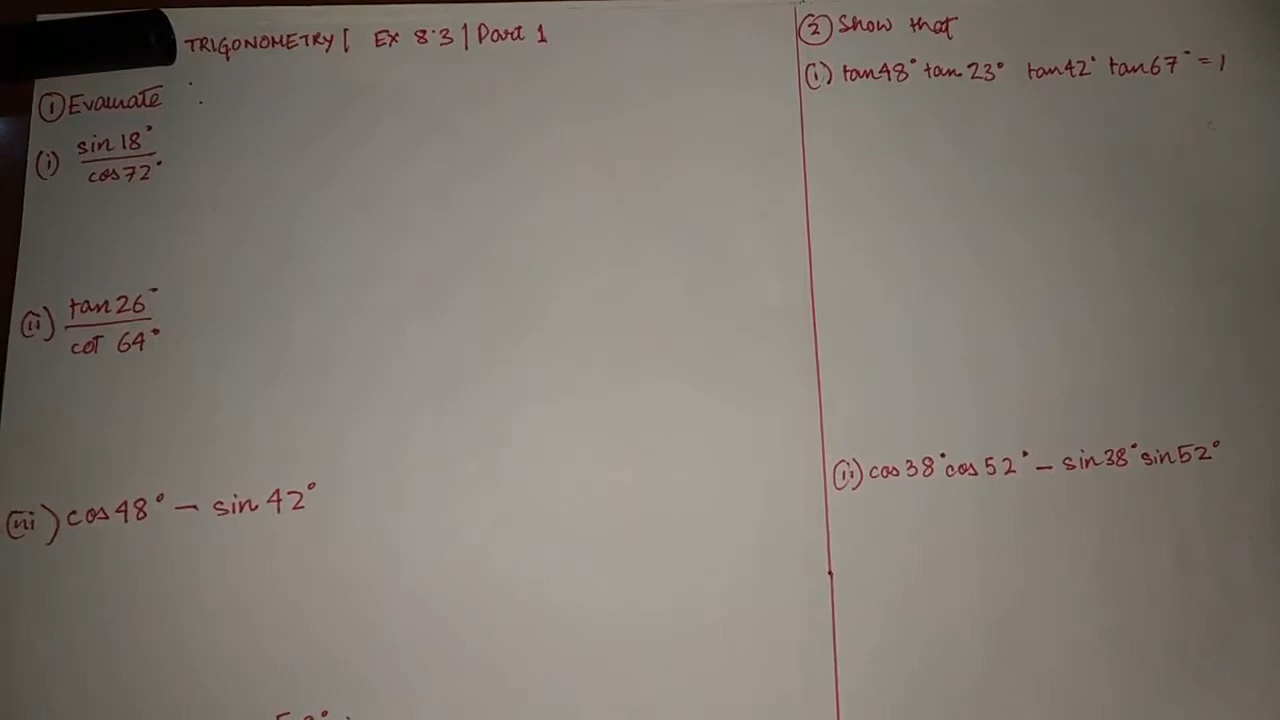 TRIGONOMETRY [ Ex 8.3 | Part 1
① Evaluate :
(i) sin 18° / cos 72°
(ii) tan 26° / cot 64°
(iii) cos 48° – sin 42°
② Show that
(i) tan 48° tan 23° tan 42° tan 67° = 1
(ii) cos 38° cos 52° – sin 38° sin 52°